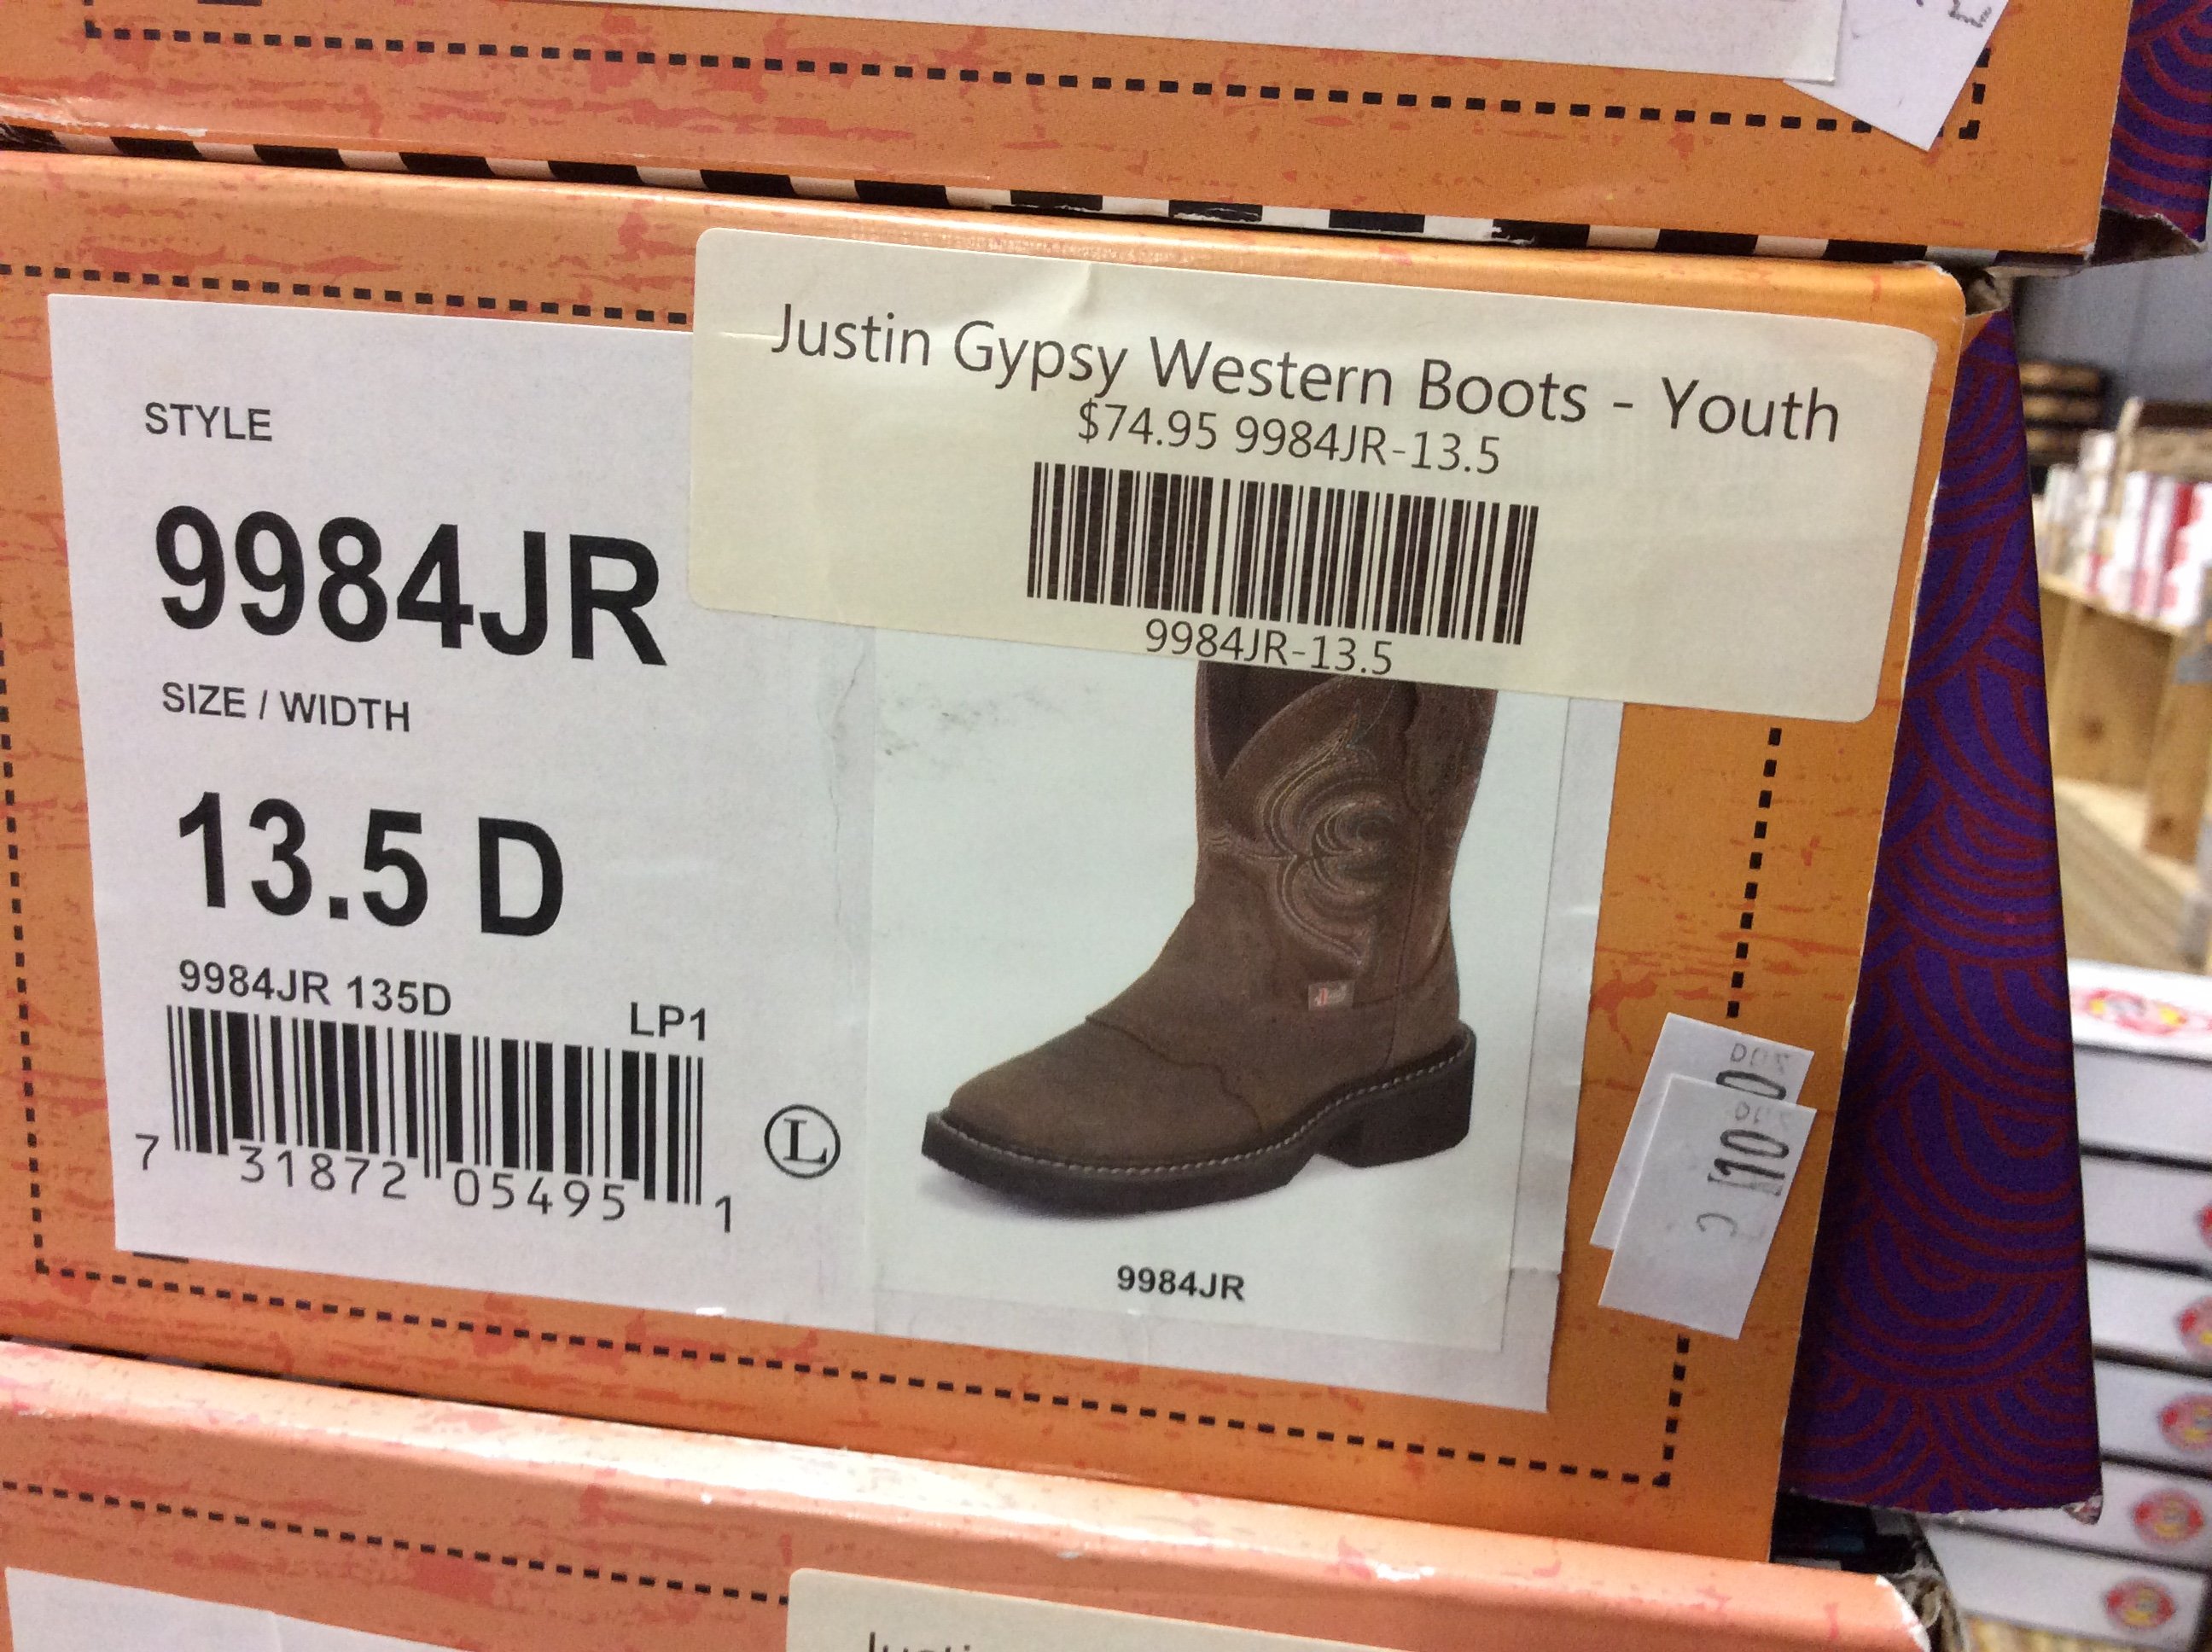 Justin Gypsy Western Boots - Youth
$74.95 9984JR-13.5
9984JR-13.5
STYLE
9984JR
SIZE / WIDTH
13.5 D
9984JR 135D
LP1
7 31872 05495 1
L
9984JR